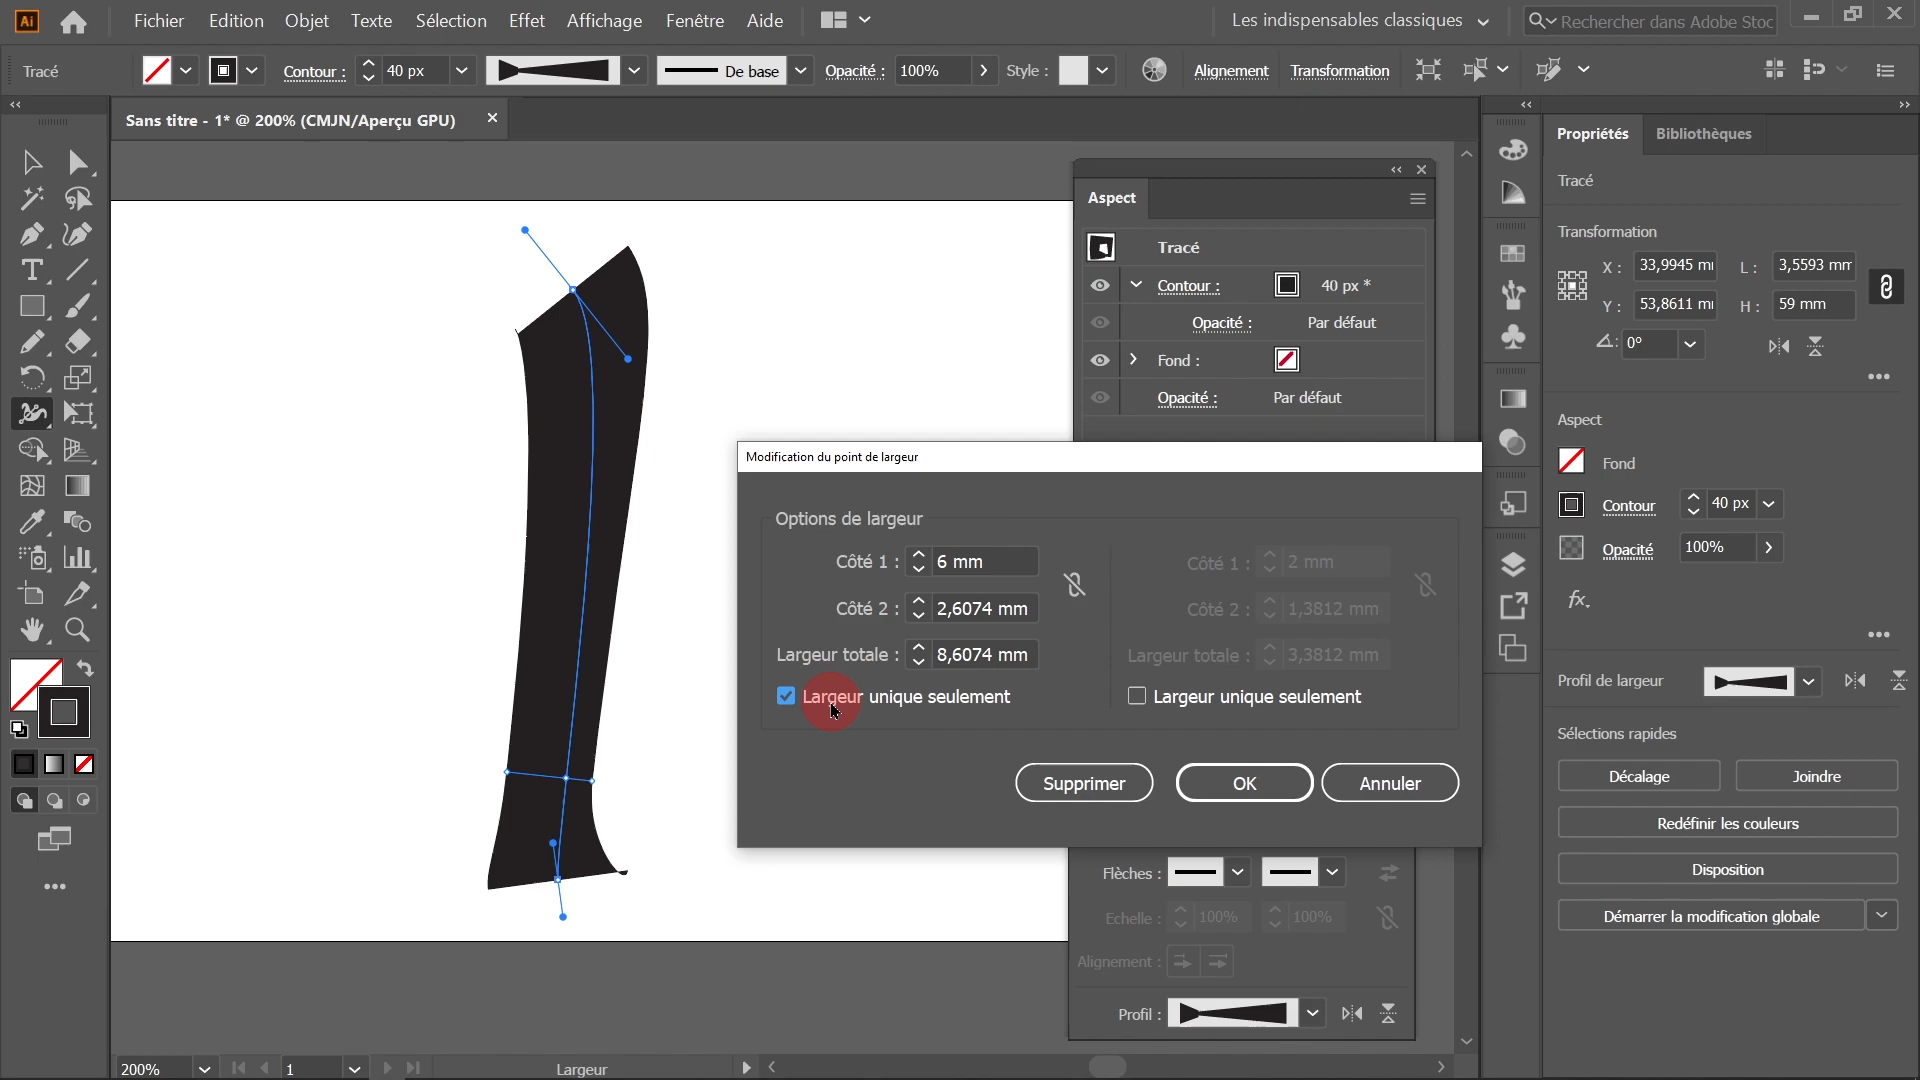 Ai Fichier Edition Objet Texte Sélection Effet Affichage Fenêtre Aide Les indispensables classiques Rechercher dans Adobe Stoc
Tracé Contour : 40 px De base Opacité : 100% Style : Alignement Transformation
Sans titre - 1* @ 200% (CMJN/Aperçu GPU)
Aspect
Tracé
Contour : 40 px *
Opacité : Par défaut
Fond :
Opacité : Par défaut
Modification du point de largeur
Options de largeur
Côté 1 : 6 mm Côté 1 : 2 mm
Côté 2 : 2,6074 mm Côté 2 : 1,3812 mm
Largeur totale : 8,6074 mm Largeur totale : 3,3812 mm
Largeur unique seulement Largeur unique seulement
Supprimer OK Annuler
Flèches :
Echelle : 100% 100%
Alignement :
Profil :
Propriétés Bibliothèques
Tracé
Transformation
X : 33,9945 mı L : 3,5593 mm
Y : 53,8611 mı H : 59 mm
0°
Aspect
Fond
Contour 40 px
Opacité 100%
fx.
Profil de largeur
Sélections rapides
Décalage Joindre
Redéfinir les couleurs
Disposition
Démarrer la modification globale
200% 1 Largeur